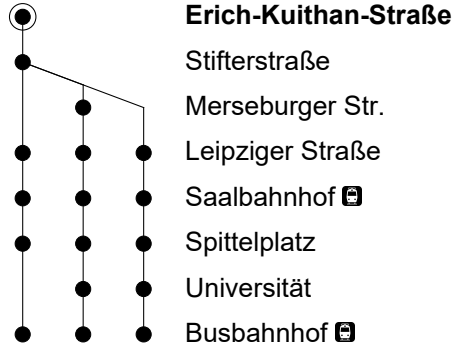 Erich-Kuithan-Straße
Stifterstraße
Merseburger Str.
Leipziger Straße
Saalbahnhof
Spittelplatz
Universität
Busbahnhof